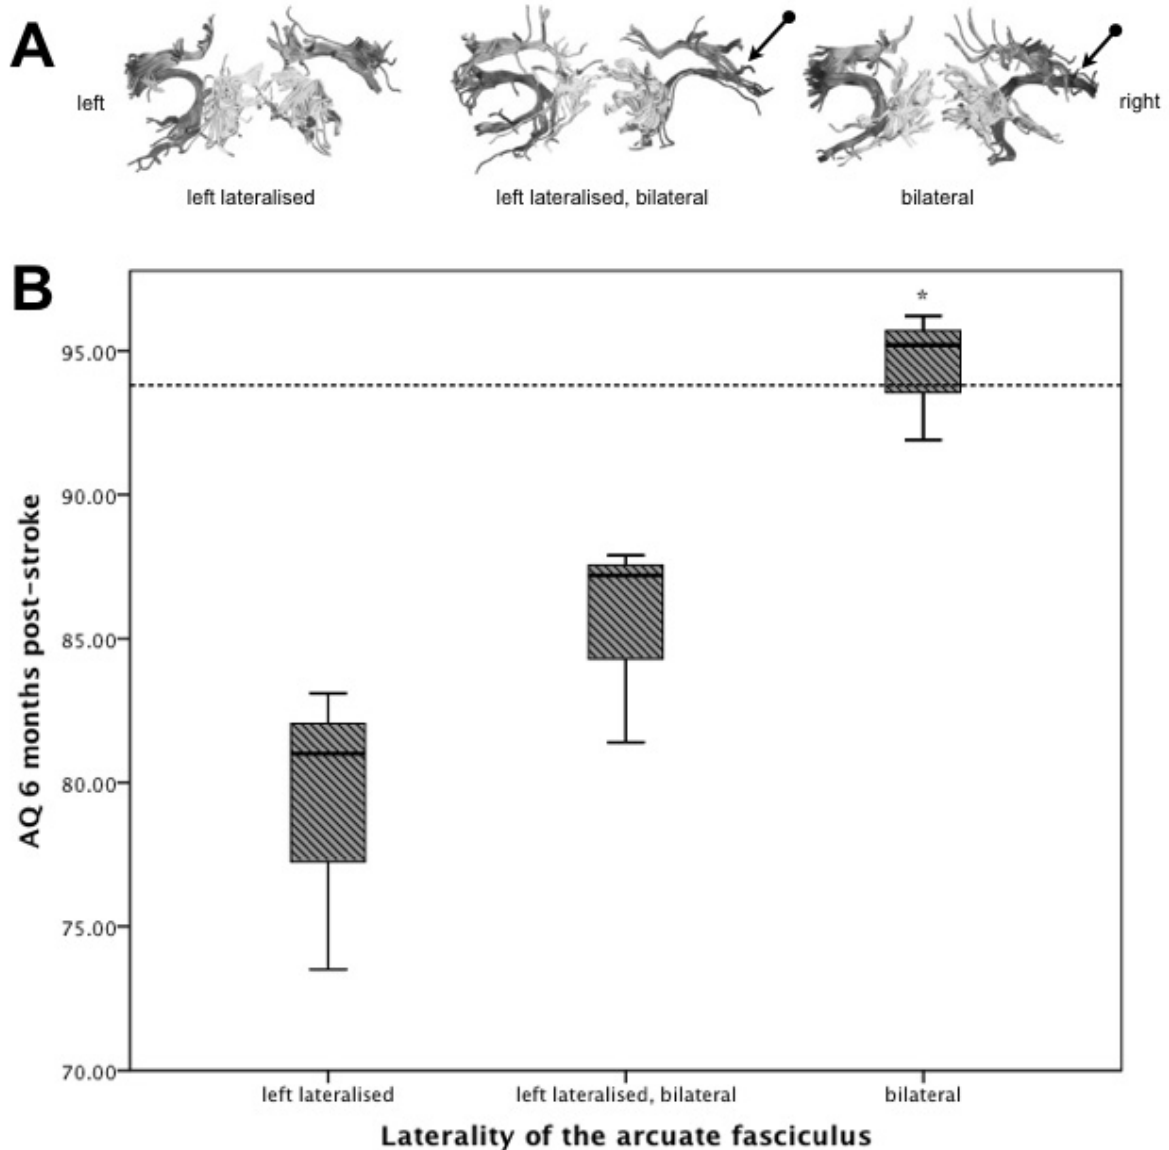 A
left
right
left lateralised
left lateralised, bilateral
bilateral
B
*
95.00
90.00
85.00
80.00
75.00
70.00
AQ 6 months post-stroke
left lateralised
left lateralised, bilateral
bilateral
Laterality of the arcuate fasciculus